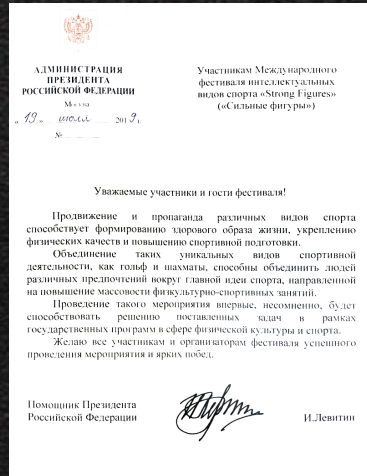 АДМИНИСТРАЦИЯ
ПРЕЗИДЕНТА
РОССИЙСКОЙ ФЕДЕРАЦИИ
Москва
« 19 » июля 2019 г.
№
Участникам Международного
фестиваля интеллектуальных
видов спорта «Strong Figures»
(«Сильные фигуры»)
Уважаемые участники и гости фестиваля!
Продвижение и пропаганда различных видов спорта
способствует формированию здорового образа жизни, укреплению
физических качеств и повышению спортивной подготовки.
Объединение таких уникальных видов спортивной
деятельности, как гольф и шахматы, способны объединить людей
различных предпочтений вокруг главной идеи спорта, направленной
на повышение массовости физкультурно-спортивных занятий.
Проведение такого мероприятия впервые, несомненно, будет
способствовать решению поставленных задач в рамках
государственных программ в сфере физической культуры и спорта.
Желаю все участникам и организаторам фестиваля успешного
проведения мероприятия и ярких побед.
Помощник Президента
Российской Федерации
И.Левитин